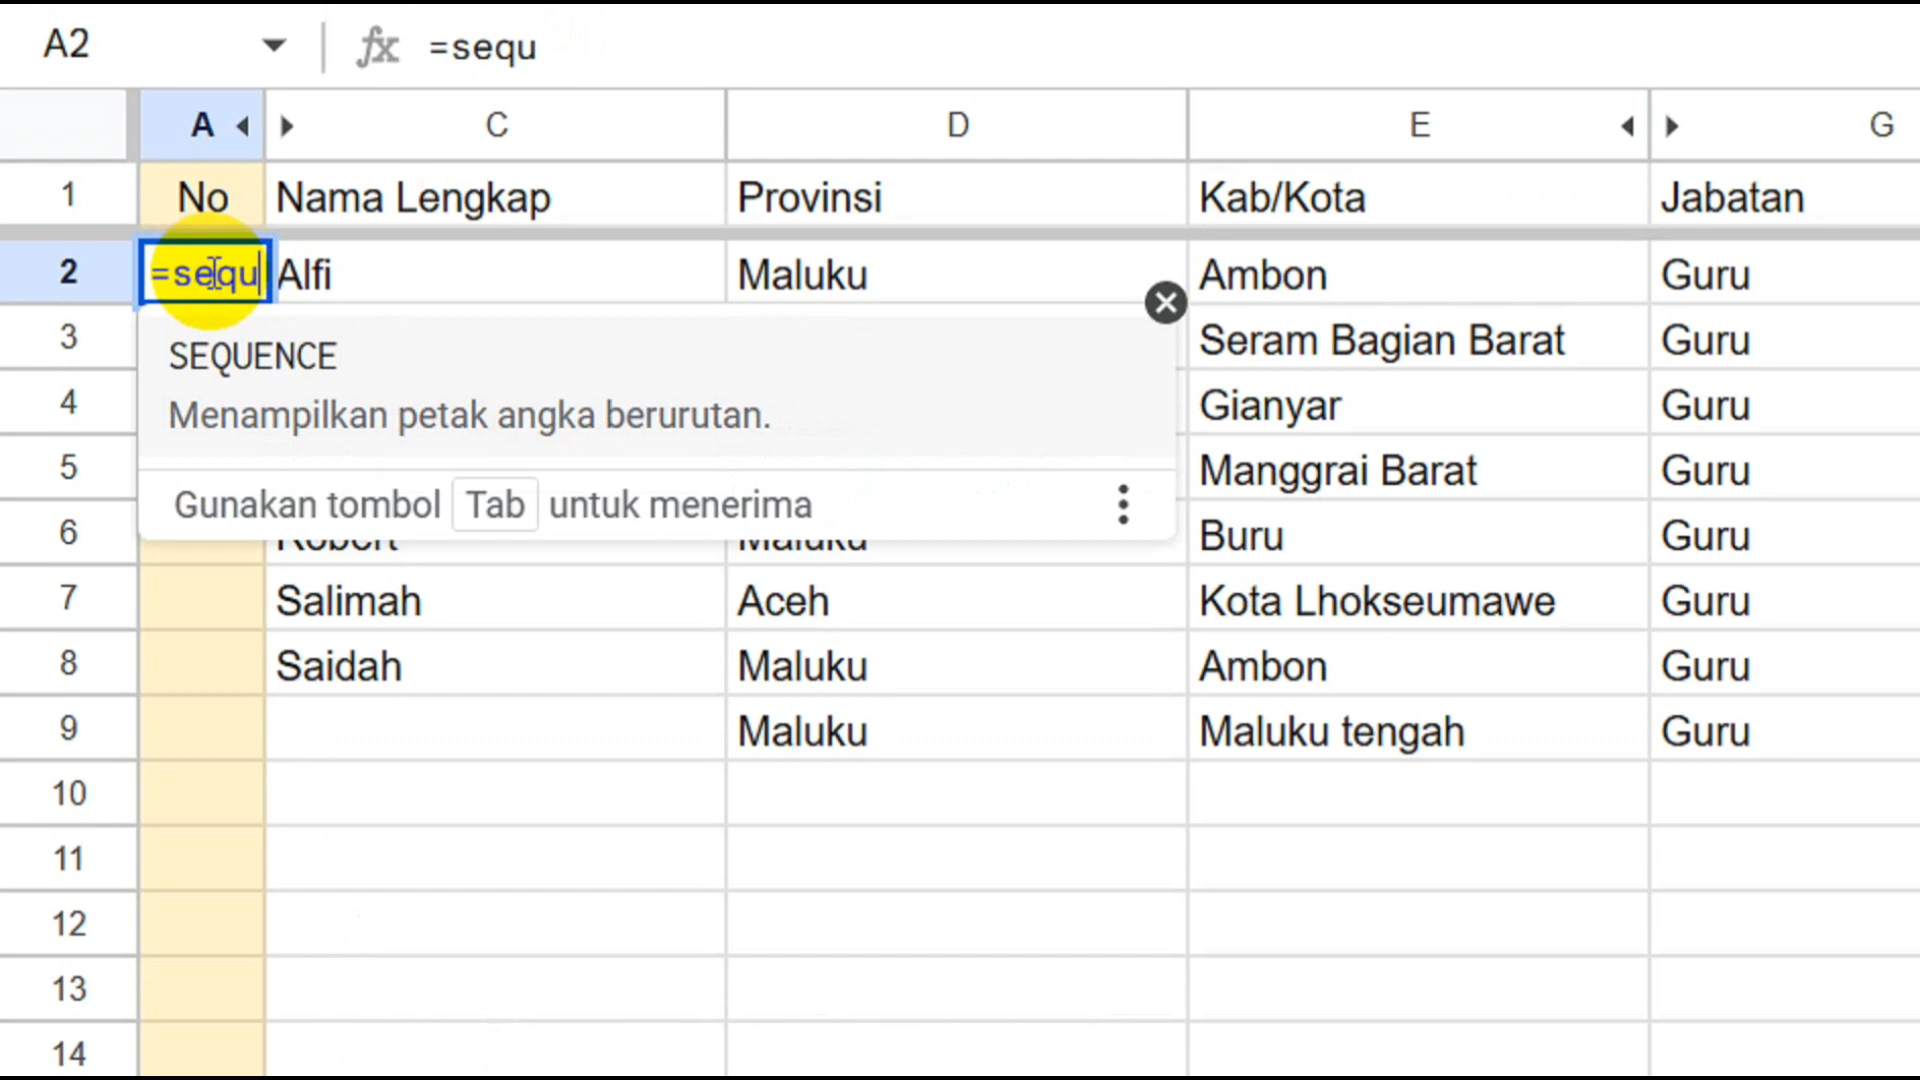 A2 =sequ
A C D E G
1 No Nama Lengkap Provinsi Kab/Kota Jabatan
2 =sequ Alfi Maluku Ambon Guru
3 Seram Bagian Barat Guru
SEQUENCE
4 Gianyar Guru
Menampilkan petak angka berurutan.
5 Manggrai Barat Guru
Gunakan tombol Tab untuk menerima
6 Robert Maluku Buru Guru
7 Salimah Aceh Kota Lhokseumawe Guru
8 Saidah Maluku Ambon Guru
9 Maluku Maluku tengah Guru
10
11
12
13
14